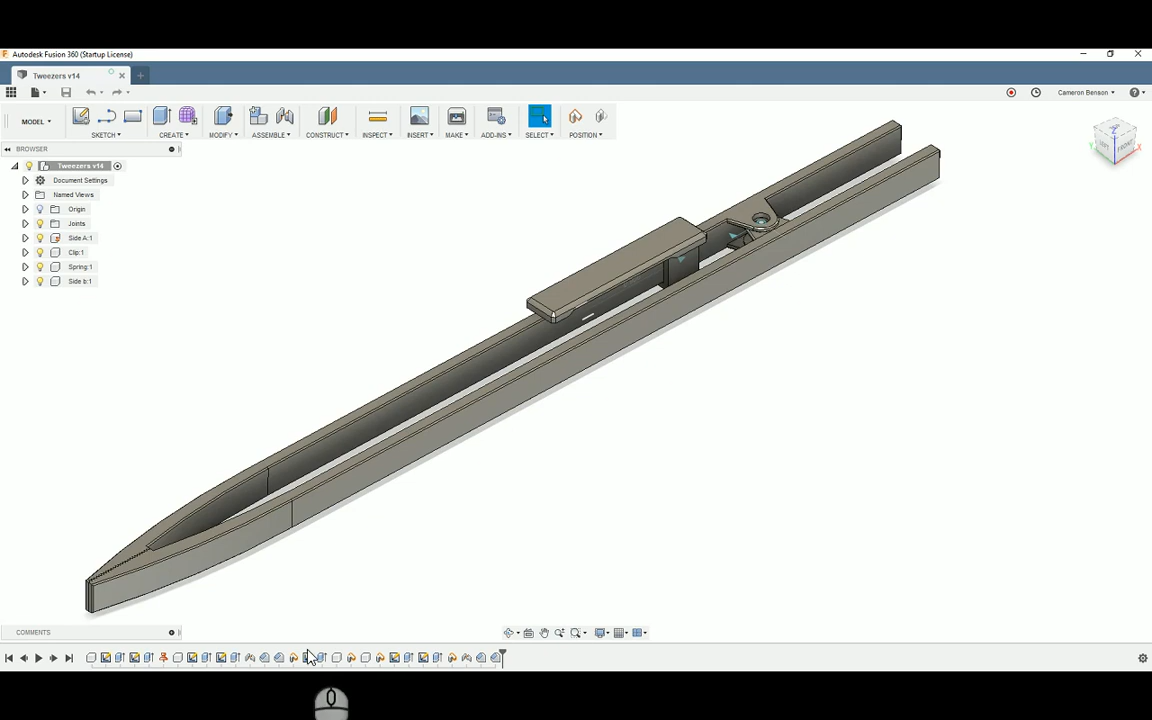 Autodesk Fusion 360 (Startup License)
Tweezers v14
Cameron Benson
MODEL
SKETCH
CREATE
MODIFY
ASSEMBLE
CONSTRUCT
INSPECT
INSERT
MAKE
ADD-INS
SELECT
POSITION
BROWSER
Tweezers v14
Document Settings
Named Views
Origin
Joints
Side A:1
Clip:1
Spring:1
Side b:1
LEFT
FRONT
Z
Y
X
COMMENTS